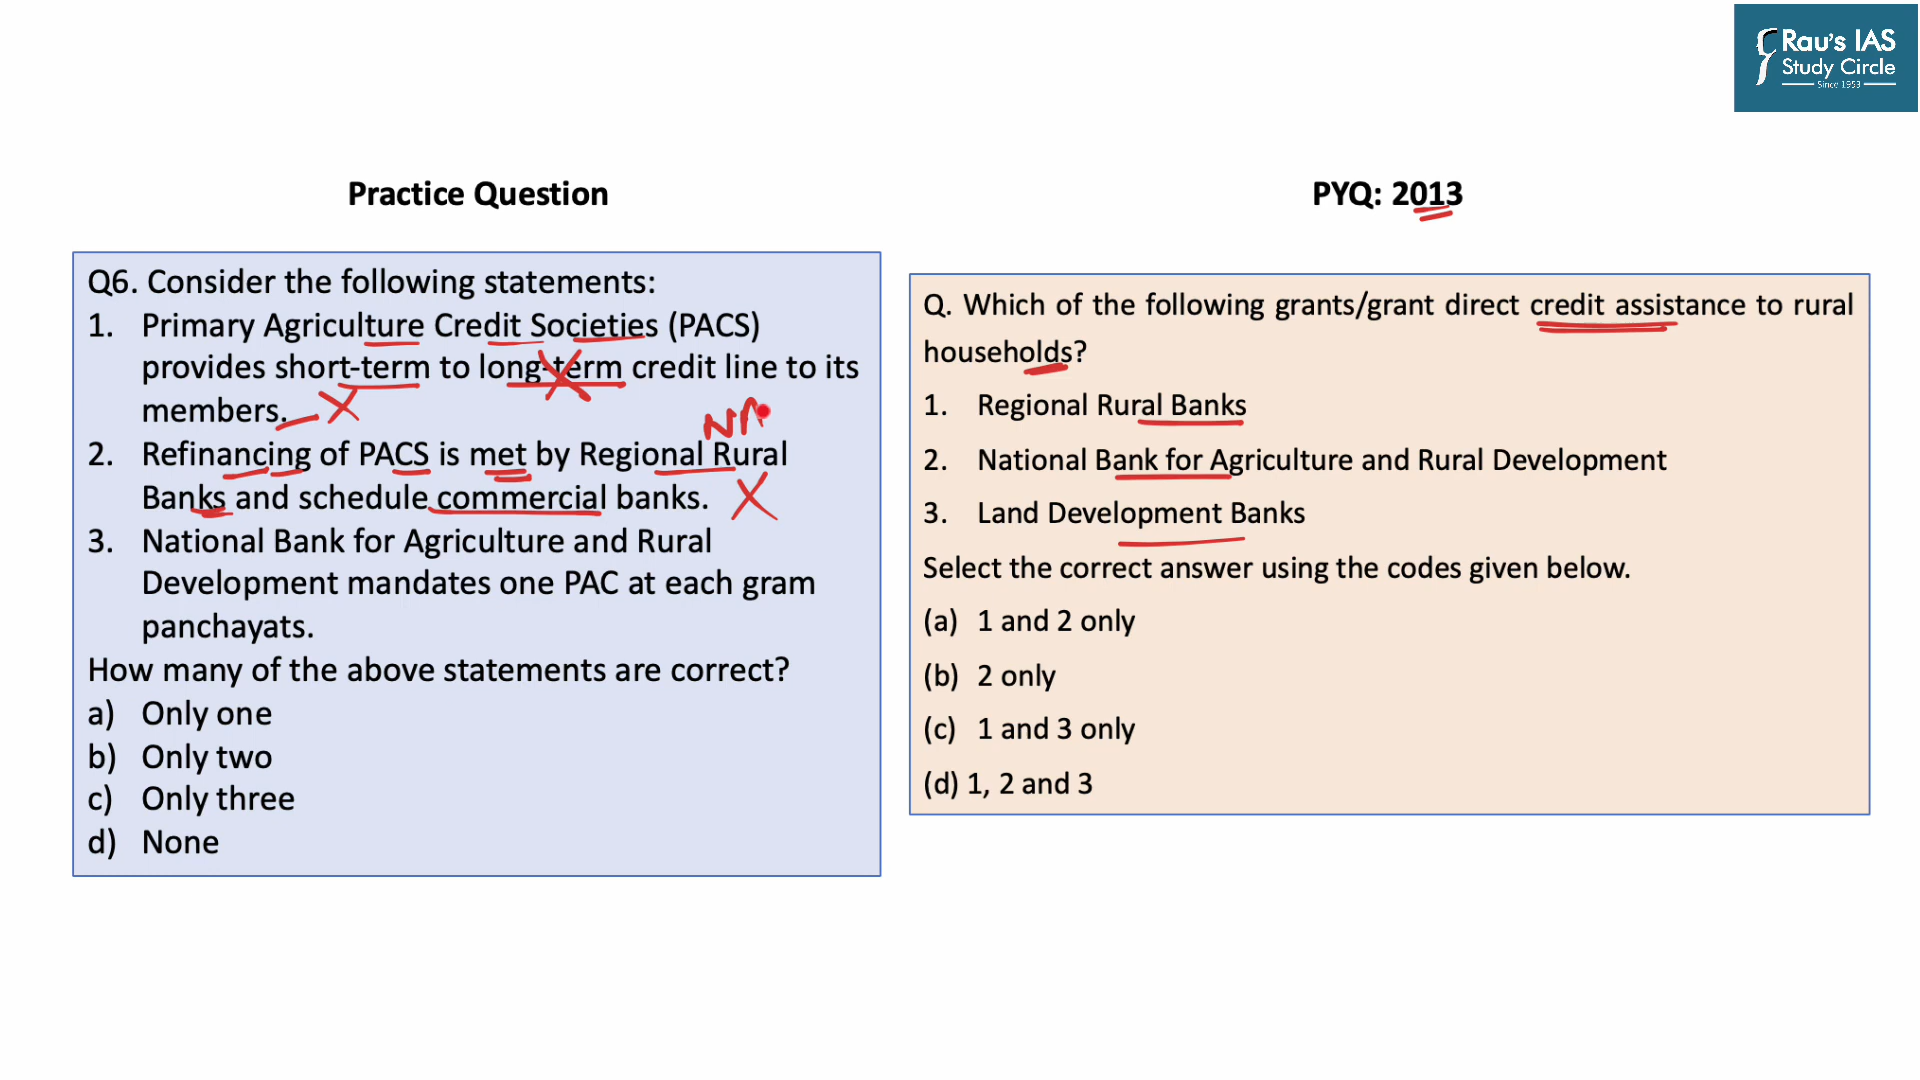 Rau's IAS
Study Circle
Since 1953
Practice Question
PYQ: 2013
Q6. Consider the following statements:
1. Primary Agriculture Credit Societies (PACS)
provides short-term to long-term credit line to its
members.
2. Refinancing of PACS is met by Regional Rural
Banks and schedule commercial banks.
3. National Bank for Agriculture and Rural
Development mandates one PAC at each gram
panchayats.
How many of the above statements are correct?
a) Only one
b) Only two
c) Only three
d) None
Q. Which of the following grants/grant direct credit assistance to rural
households?
1. Regional Rural Banks
2. National Bank for Agriculture and Rural Development
3. Land Development Banks
Select the correct answer using the codes given below.
(a) 1 and 2 only
(b) 2 only
(c) 1 and 3 only
(d) 1, 2 and 3